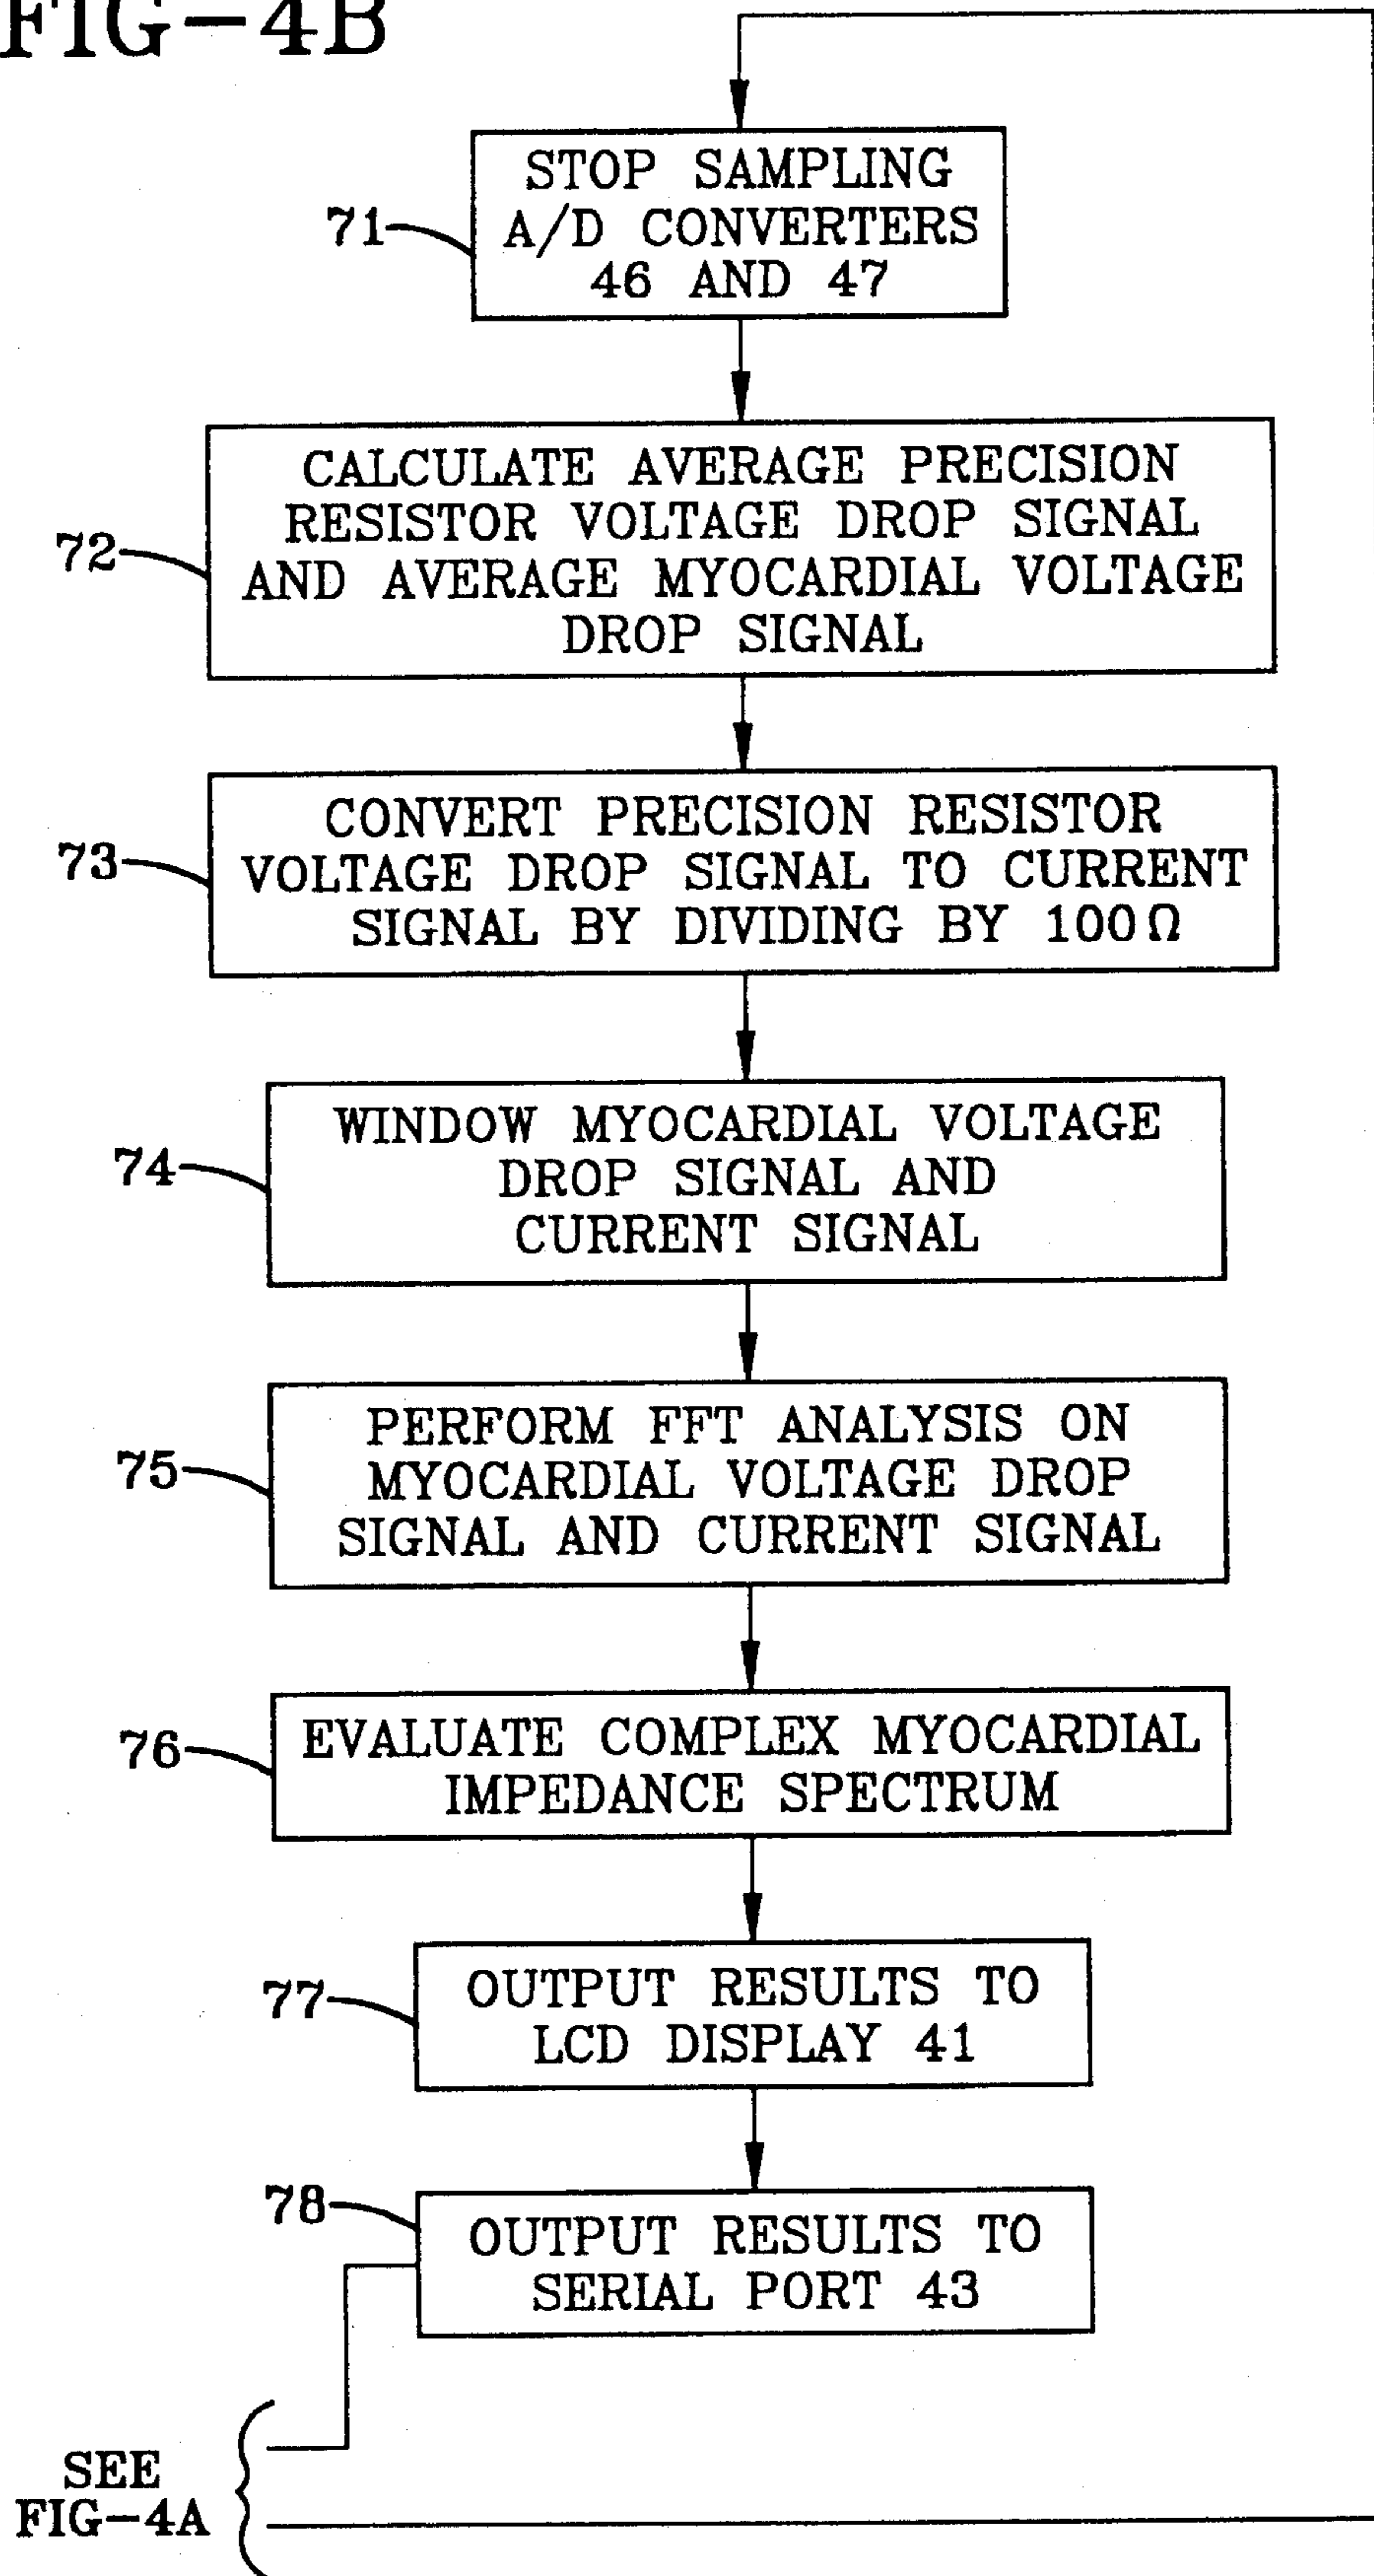 FIG-4B
STOP SAMPLING
A/D CONVERTERS
46 AND 47
71
CALCULATE AVERAGE PRECISION
RESISTOR VOLTAGE DROP SIGNAL
AND AVERAGE MYOCARDIAL VOLTAGE
DROP SIGNAL
72
CONVERT PRECISION RESISTOR
VOLTAGE DROP SIGNAL TO CURRENT
SIGNAL BY DIVIDING BY 100Ω
73
WINDOW MYOCARDIAL VOLTAGE
DROP SIGNAL AND
CURRENT SIGNAL
74
PERFORM FFT ANALYSIS ON
MYOCARDIAL VOLTAGE DROP
SIGNAL AND CURRENT SIGNAL
75
EVALUATE COMPLEX MYOCARDIAL
IMPEDANCE SPECTRUM
76
OUTPUT RESULTS TO
LCD DISPLAY 41
77
OUTPUT RESULTS TO
SERIAL PORT 43
78
SEE
FIG-4A